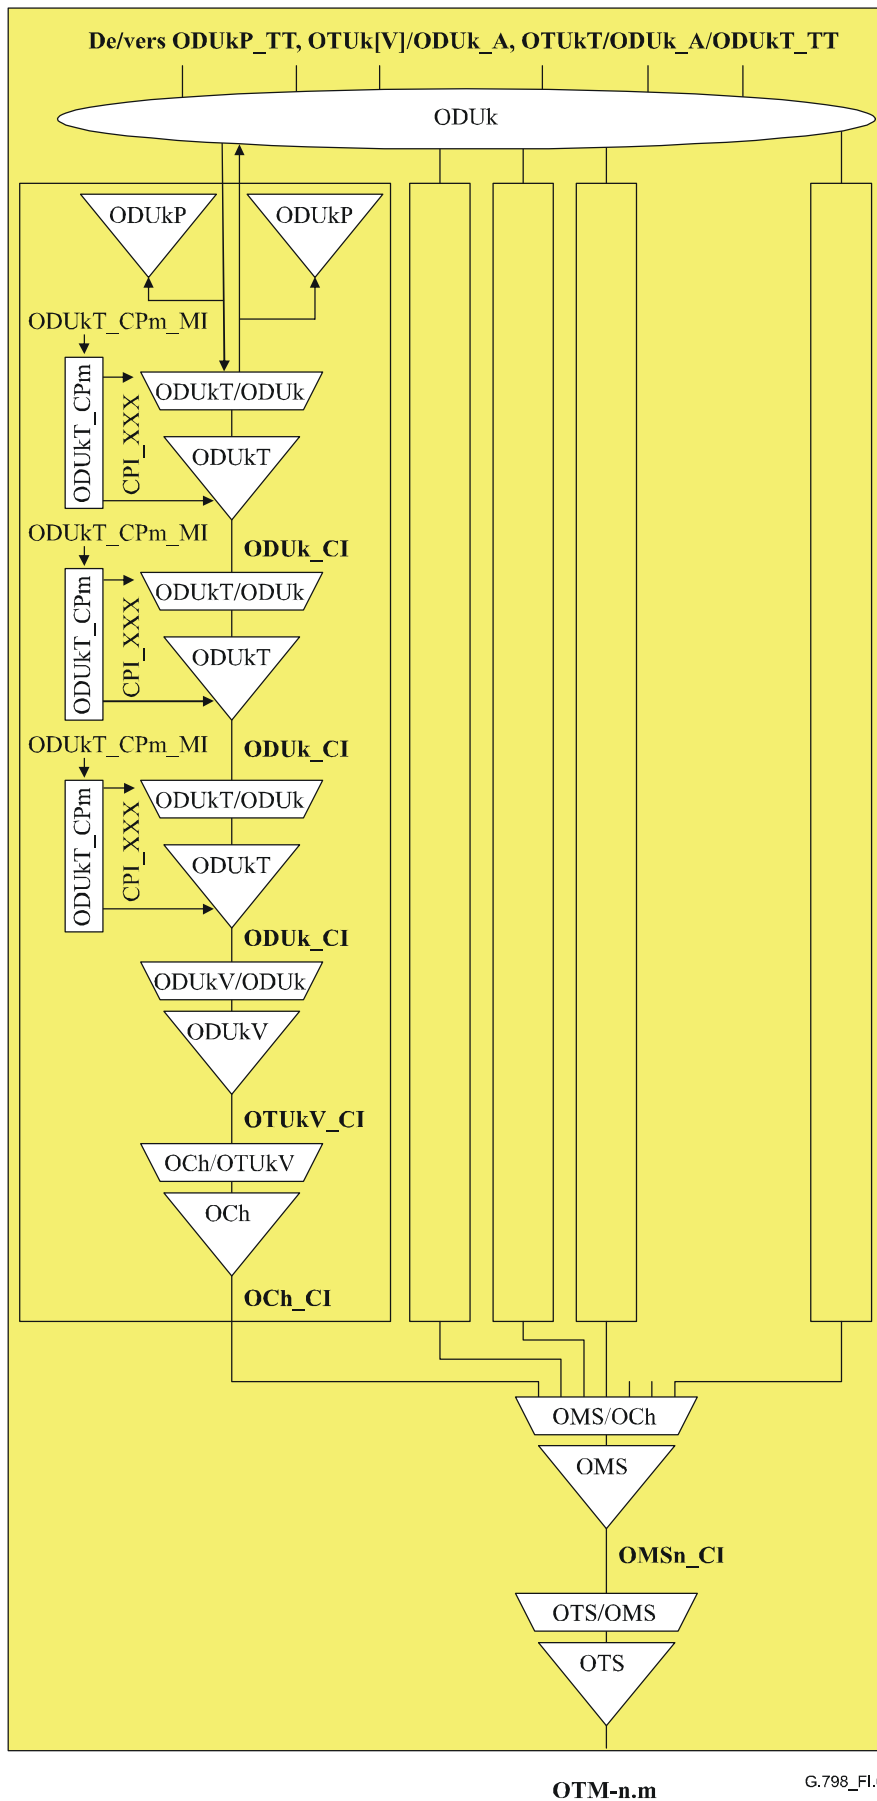 De/vers ODUkP_TT, OTUk[V]/ODUk_A, OTUkT/ODUk_A/ODUkT_TT
ODUk
ODUkP
ODUkP
ODUkT_CPm_MI
ODUkT_CPm
CPI_XXX
ODUkT/ODUk
ODUkT
ODUk_CI
ODUkT_CPm_MI
ODUkT_CPm
CPI_XXX
ODUkT/ODUk
ODUkT
ODUk_CI
ODUkT_CPm_MI
ODUkT_CPm
CPI_XXX
ODUkT/ODUk
ODUkT
ODUk_CI
ODUkV/ODUk
ODUkV
OTUkV_CI
OCh/OTUkV
OCh
OCh_CI
OMS/OCh
OMS
OMSn_CI
OTS/OMS
OTS
OTM-n.m
G.798_FI.